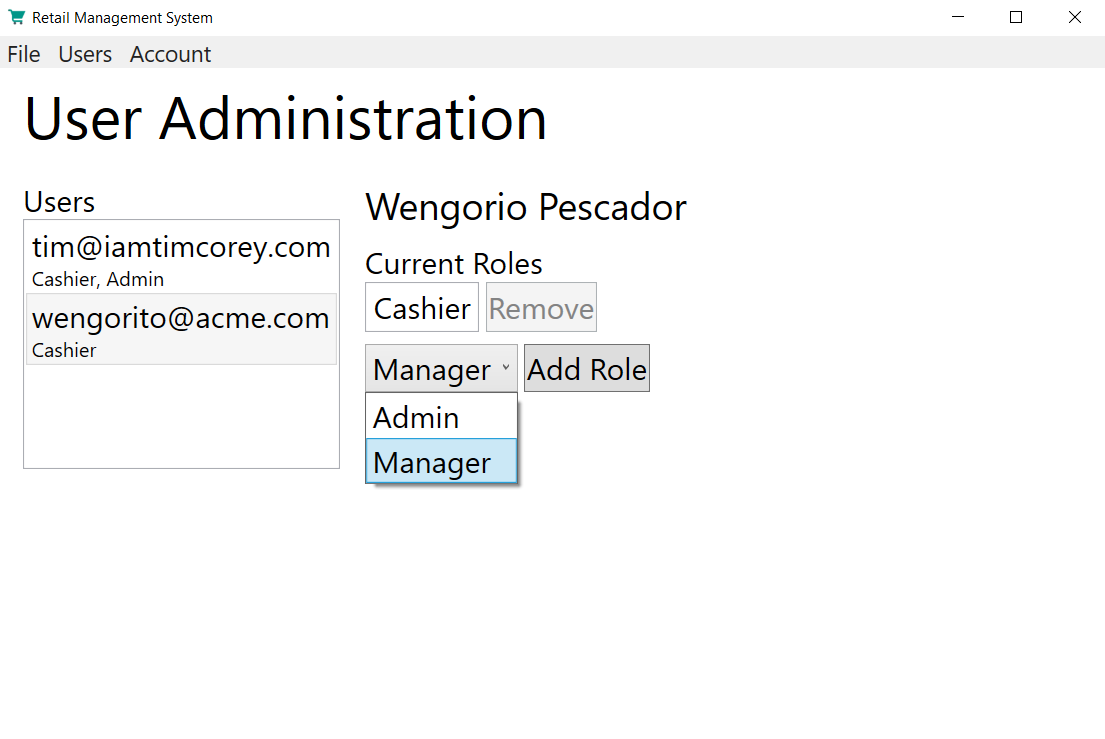 Retail Management System
File Users Account
User Administration
Users
tim@iamtimcorey.com
Cashier, Admin
wengorito@acme.com
Cashier
Wengorio Pescador
Current Roles
Cashier Remove
Manager Add Role
Admin
Manager